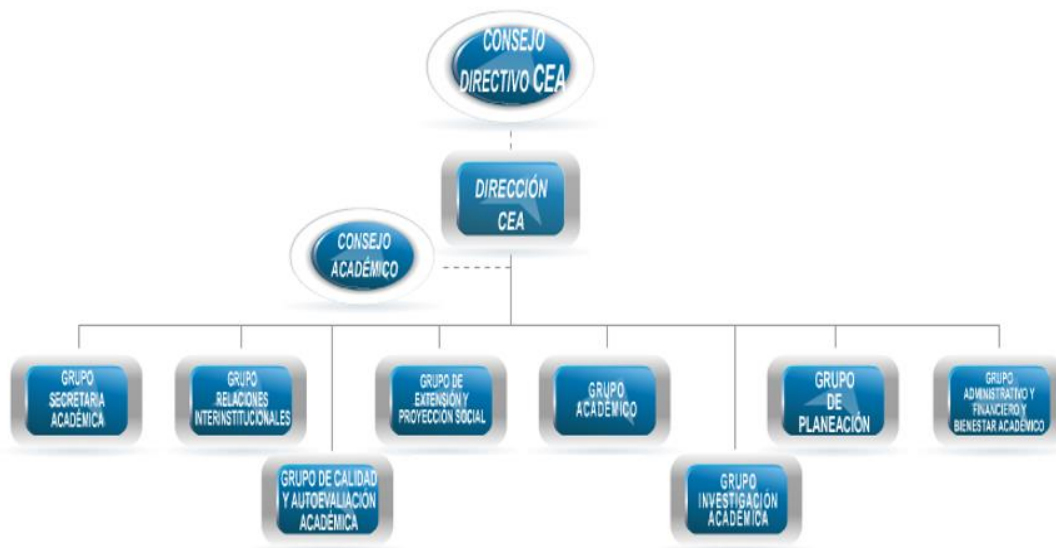 CONSEJO
DIRECTIVO CEA
DIRECCIÓN
CEA
CONSEJO
ACADÉMICO
GRUPO
SECRETARIA
ACADÉMICA
GRUPO
RELACIONES
INTERINSTITUCIONALES
GRUPO DE
EXTENSIÓN Y
PROYECCIÓN SOCIAL
GRUPO
ACADÉMICO
GRUPO
DE
PLANEACIÓN
GRUPO
ADMINISTRATIVO Y
FINANCIERO Y
BIENESTAR ACADÉMICO
GRUPO DE CALIDAD
Y AUTOEVALIACIÓN
ACADÉMICA
GRUPO
INVESTIGACIÓN
ACADÉMICA